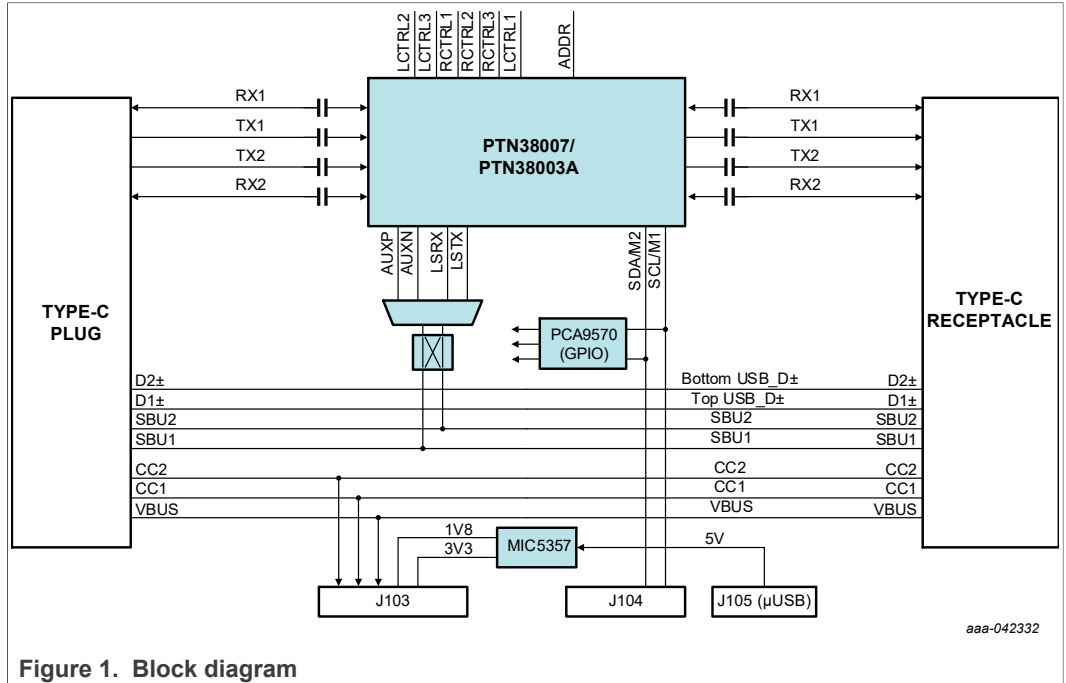 LCTRL2
LCTRL3
RCTRL1
RCTRL2
RCTRL3
LCTRL1
ADDR
RX1
TX1
TX2
RX2
PTN38007/
PTN38003A
RX1
TX1
TX2
RX2
AUXP
AUXN
LSRX
LSTX
SDA/M2
SCL/M1
TYPE-C
PLUG
PCA9570
(GPIO)
TYPE-C
RECEPTACLE
D2± Bottom USB_D± D2±
D1± Top USB_D± D1±
SBU2 SBU2 SBU2
SBU1 SBU1 SBU1
CC2 CC2 CC2
CC1 CC1 CC1
VBUS VBUS VBUS
1V8
3V3
MIC5357
5V
J103
J104
J105 (μUSB)
aaa-042332
Figure 1. Block diagram